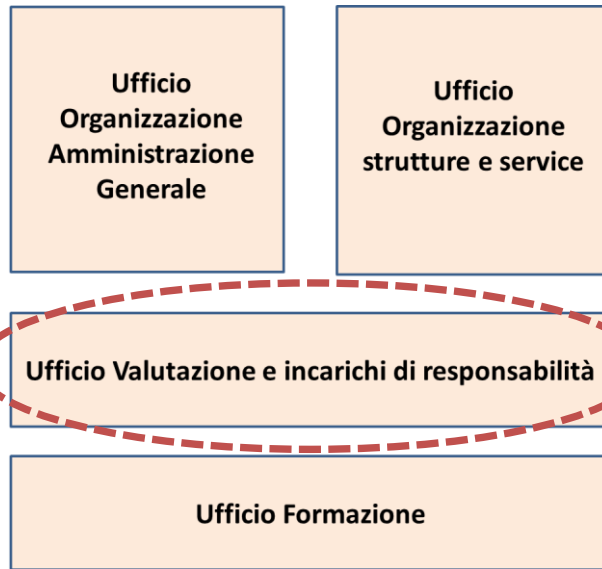 Ufficio
Organizzazione
Amministrazione
Generale
Ufficio
Organizzazione
strutture e service
Ufficio Valutazione e incarichi di responsabilità
Ufficio Formazione